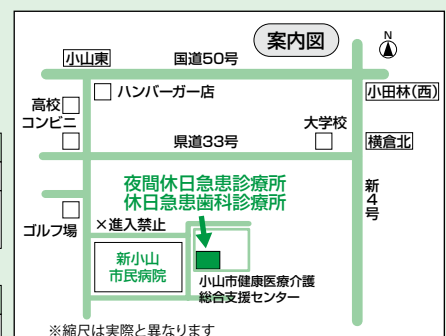 案内図
N
小山東
国道50号
ハンバーガー店
小田林(西)
高校
コンビニ
大学校
県道33号
横倉北
夜間休日急患診療所
休日急患歯科診療所
新4号
ゴルフ場
×進入禁止
新小山
市民病院
小山市健康医療介護
総合支援センター
※縮尺は実際と異なります